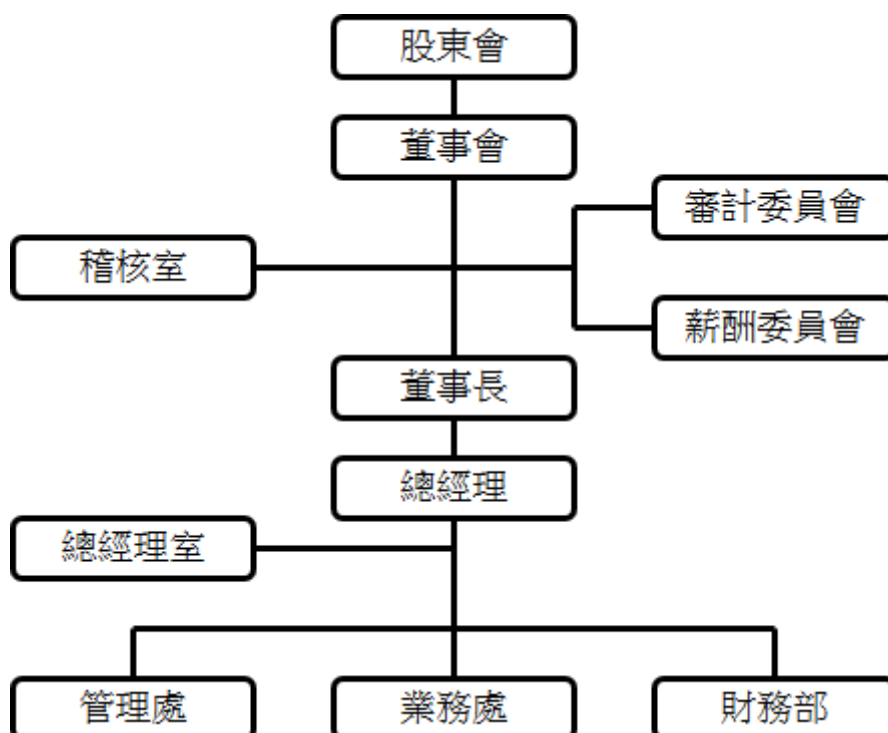 股東會
董事會
審計委員會
稽核室
薪酬委員會
董事長
總經理
總經理室
管理處
業務處
財務部